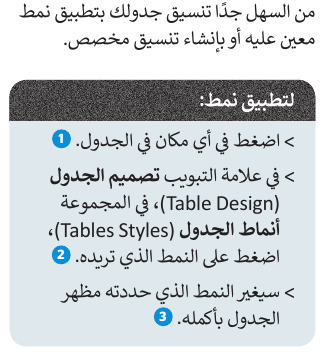 من السهل جدًا تنسيق جدولك بتطبيق نمط
معين عليه أو بإنشاء تنسيق مخصص.
لتطبيق نمط:
> اضغط في أي مكان في الجدول. 1
> في علامة التبويب تصميم الجدول
(Table Design)، في المجموعة
أنماط الجدول (Tables Styles)،
اضغط على النمط الذي تريده. 2
> سيغير النمط الذي حددته مظهر
الجدول بأكمله. 3